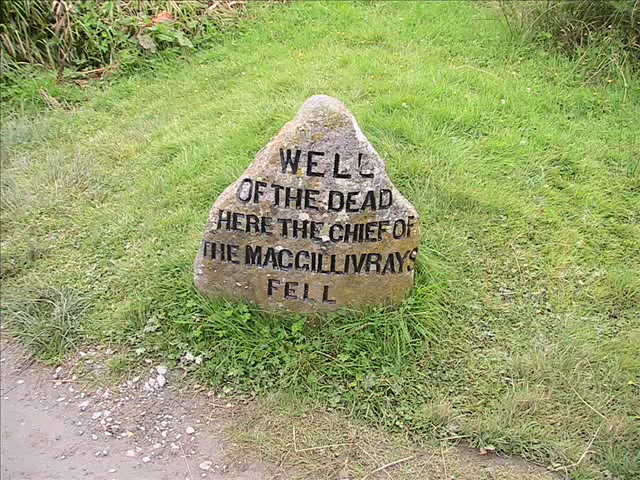 WELL
OF THE DEAD
HERE THE CHIEF OF
THE MACGILLIVRAYS
FELL